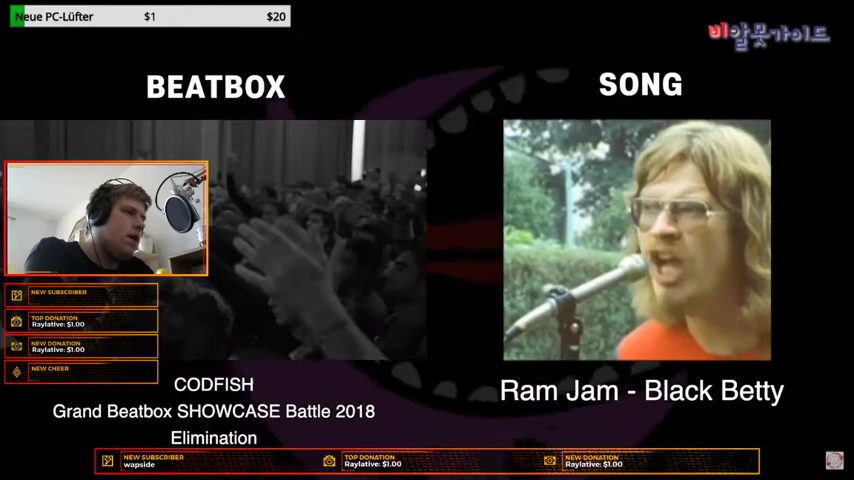 Neue PC-Lüfter $1 $20
비알못가이드
BEATBOX
SONG
NEW SUBSCRIBER
TOP DONATION
Raylative: $1.00
NEW DONATION
Raylative: $1.00
NEW CHEER
CODFISH
Grand Beatbox SHOWCASE Battle 2018
Elimination
Ram Jam - Black Betty
NEW SUBSCRIBER
wapside
TOP DONATION
Raylative: $1.00
NEW DONATION
Raylative: $1.00